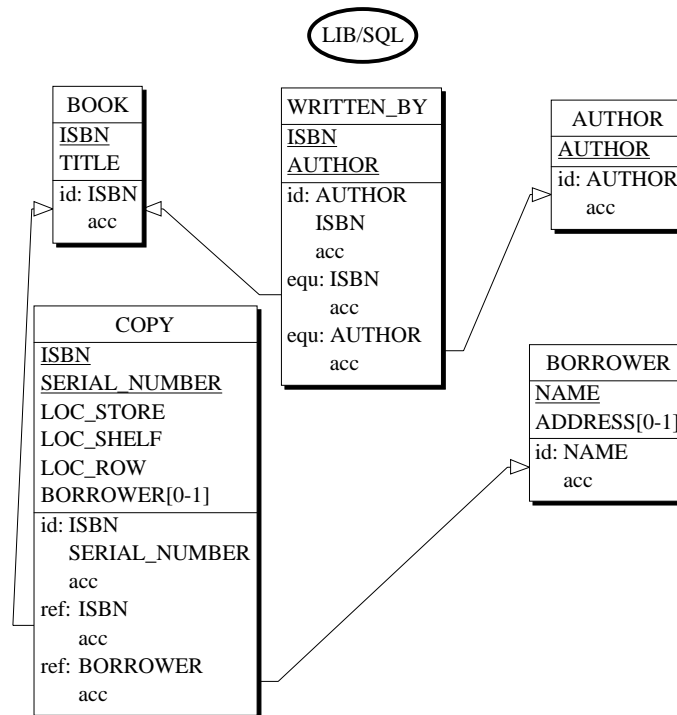 LIB/SQL
BOOK
ISBN
TITLE
id: ISBN
acc
WRITTEN_BY
ISBN
AUTHOR
id: AUTHOR
ISBN
acc
equ: ISBN
acc
equ: AUTHOR
acc
AUTHOR
AUTHOR
id: AUTHOR
acc
COPY
ISBN
SERIAL_NUMBER
LOC_STORE
LOC_SHELF
LOC_ROW
BORROWER[0-1]
id: ISBN
SERIAL_NUMBER
acc
ref: ISBN
acc
ref: BORROWER
acc
BORROWER
NAME
ADDRESS[0-1]
id: NAME
acc